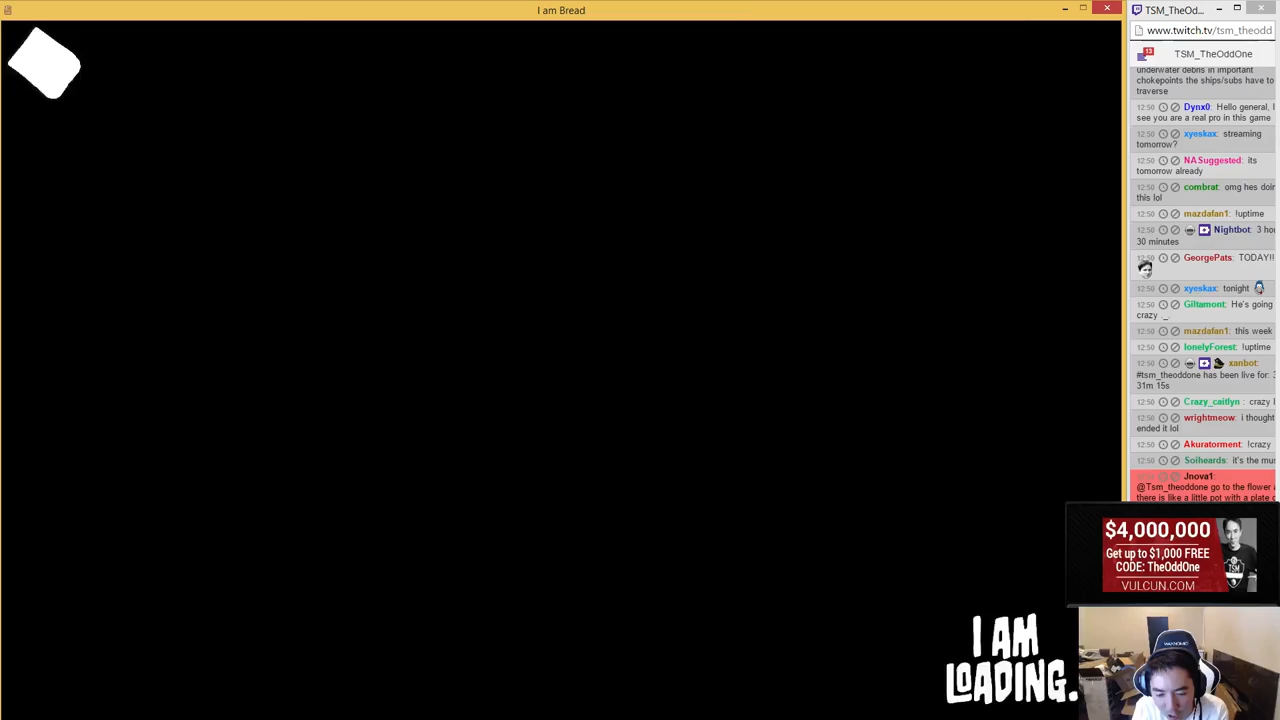 I am Bread
TSM_TheOd...
www.twitch.tv/tsm_theodd
13
TSM_TheOddOne
underwater debris in important
chokepoints the ships/subs have to
traverse
12:50 Dynx0: Hello general, I
see you are a real pro in this game
12:50 xyeskax: streaming
tomorrow?
12:50 NASuggested: its
tomorrow already
12:50 combrat: omg hes doin
this lol
12:50 mazdafan1: !uptime
12:50 Nightbot: 3 hou
30 minutes
12:50 GeorgePats: TODAY!!
12:50 xyeskax: tonight
12:50 Giltamont: He's going
crazy ._.
12:50 mazdafan1: this week
12:50 lonelyForest: !uptime
12:50 xanbot:
#tsm_theoddone has been live for: 3
31m 15s
12:50 Crazy_caitlyn : crazy l
12:50 wrightmeow: i thought
ended it lol
12:50 Akuratorment: !crazy
12:50 Soiheards: it's the mus
Jnova1:
@Tsm_theoddone go to the flower
there is like a little pot with a plate
$4,000,000
Get up to $1,000 FREE
CODE: TheOddOne
VULCUN.COM
TSM
I AM
LOADING.